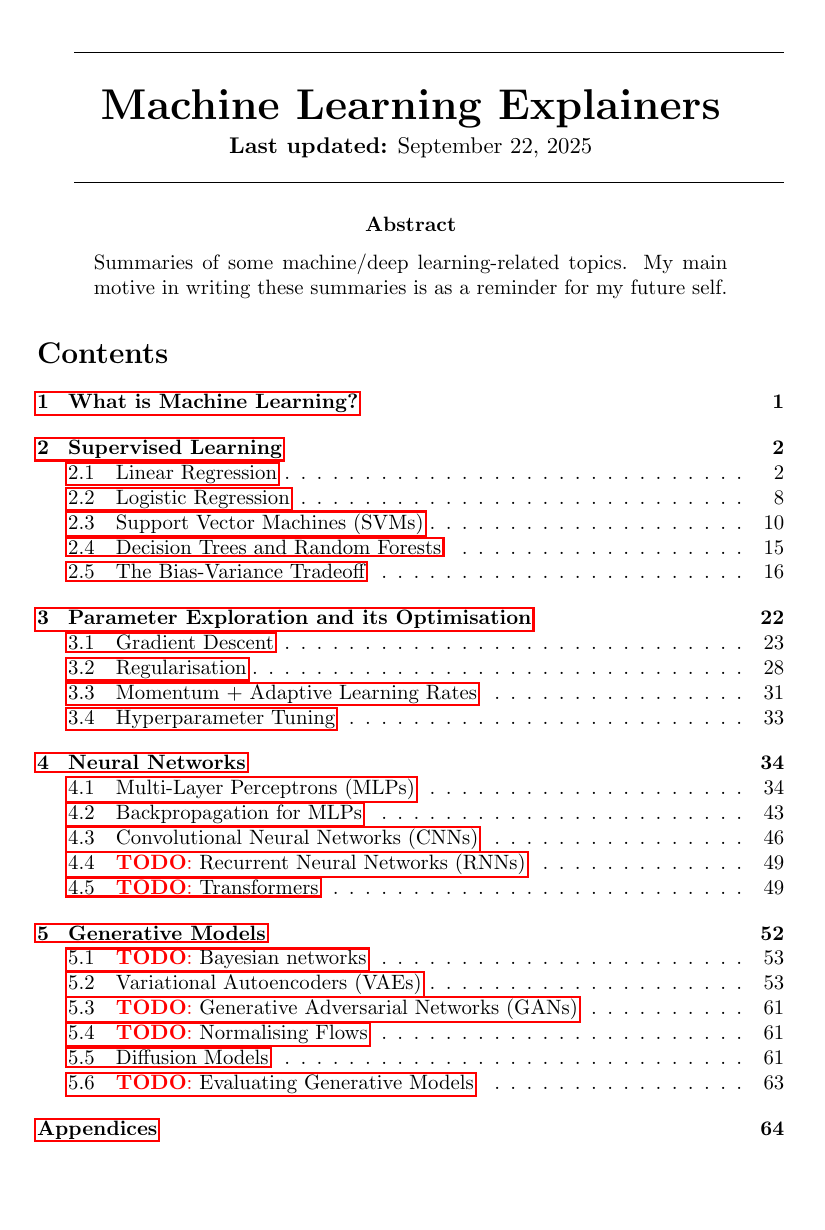 Machine Learning Explainers
Last updated: September 22, 2025
Abstract
Summaries of some machine/deep learning-related topics. My main
motive in writing these summaries is as a reminder for my future self.
Contents
1 What is Machine Learning? 1
2 Supervised Learning 2
2.1 Linear Regression . . . . . . . . . . . . . . . . . . . . . . . . . . . . . 2
2.2 Logistic Regression . . . . . . . . . . . . . . . . . . . . . . . . . . . . 8
2.3 Support Vector Machines (SVMs) . . . . . . . . . . . . . . . . . . . . 10
2.4 Decision Trees and Random Forests . . . . . . . . . . . . . . . . . . 15
2.5 The Bias-Variance Tradeoff . . . . . . . . . . . . . . . . . . . . . . . 16
3 Parameter Exploration and its Optimisation 22
3.1 Gradient Descent . . . . . . . . . . . . . . . . . . . . . . . . . . . . . 23
3.2 Regularisation . . . . . . . . . . . . . . . . . . . . . . . . . . . . . . . 28
3.3 Momentum + Adaptive Learning Rates . . . . . . . . . . . . . . . . 31
3.4 Hyperparameter Tuning . . . . . . . . . . . . . . . . . . . . . . . . . 33
4 Neural Networks 34
4.1 Multi-Layer Perceptrons (MLPs) . . . . . . . . . . . . . . . . . . . . 34
4.2 Backpropagation for MLPs . . . . . . . . . . . . . . . . . . . . . . . 43
4.3 Convolutional Neural Networks (CNNs) . . . . . . . . . . . . . . . . 46
4.4 TODO: Recurrent Neural Networks (RNNs) . . . . . . . . . . . . . 49
4.5 TODO: Transformers . . . . . . . . . . . . . . . . . . . . . . . . . . 49
5 Generative Models 52
5.1 TODO: Bayesian networks . . . . . . . . . . . . . . . . . . . . . . . 53
5.2 Variational Autoencoders (VAEs) . . . . . . . . . . . . . . . . . . . . 53
5.3 TODO: Generative Adversarial Networks (GANs) . . . . . . . . . . 61
5.4 TODO: Normalising Flows . . . . . . . . . . . . . . . . . . . . . . . 61
5.5 Diffusion Models . . . . . . . . . . . . . . . . . . . . . . . . . . . . . 61
5.6 TODO: Evaluating Generative Models . . . . . . . . . . . . . . . . 63
Appendices 64